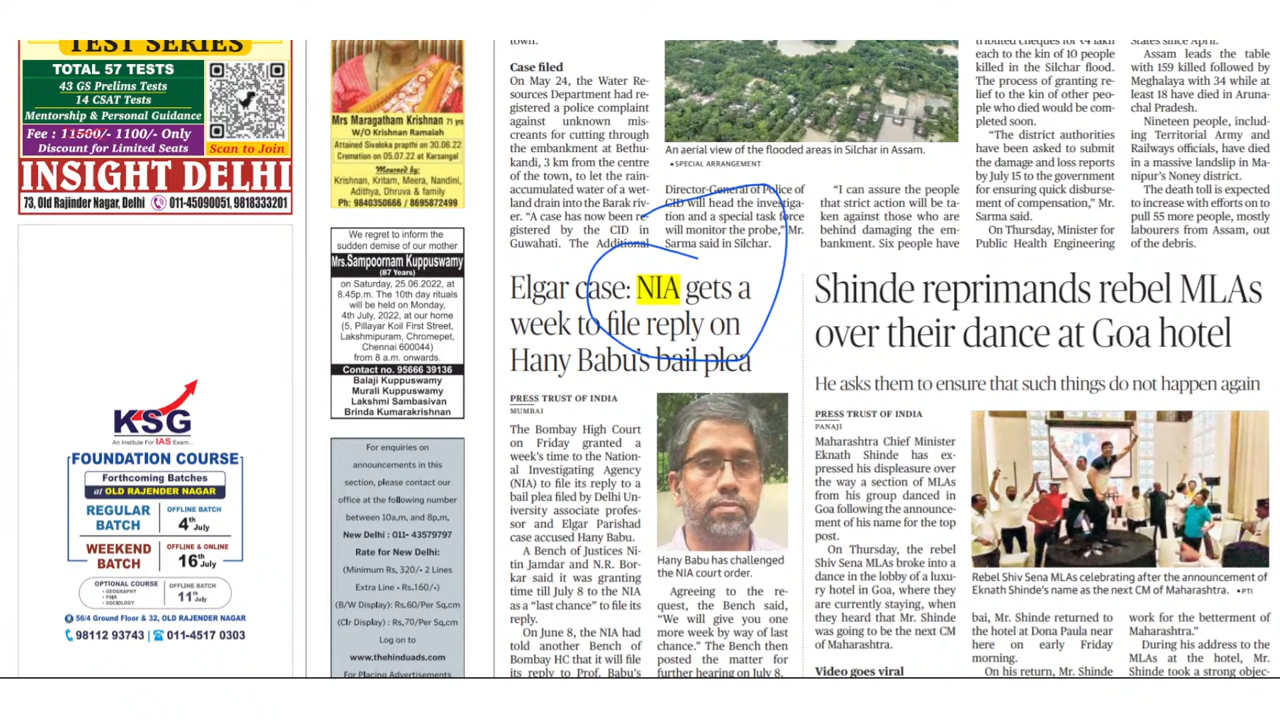 TEST SERIES
TOTAL 57 TESTS
43 GS Prelims Tests
14 CSAT Tests
Mentorship & Personal Guidance
Fee : 11500/- 1100/- Only
Discount for Limited Seats
Scan to Join
INSIGHT DELHI
73, Old Rajinder Nagar, Delhi 011-45090051, 9818333201
KSG
An Institute For IAS Exam...
FOUNDATION COURSE
Forthcoming Batches
at OLD RAJENDER NAGAR
REGULAR
BATCH
OFFLINE BATCH
4th
July
WEEKEND
BATCH
OFFLINE & ONLINE
16th
July
OPTIONAL COURSE
• GEOGRAPHY
• PSIR
• SOCIOLOGY
OFFLINE BATCH
11th
July
56/4 Ground Floor & 32, OLD RAJENDER NAGAR
98112 93743 | 011-4517 0303
Mrs Maragatham Krishnan 71 yrs
W/O Krishnan Ramaiah
Attained Sivaloka prapthi on 30.06.22
Cremation on 05.07.22 at Karsangal
Mourned by:
Krishnan, Kritam, Meera, Nandini,
Adithya, Dhruva & family
Ph: 9840350666 / 8695872499
We regret to inform the
sudden demise of our mother
Mrs.Sampoornam Kuppuswamy
(87 Years)
on Saturday, 25.06.2022, at
8.45p.m. The 10th day rituals
will be held on Monday,
4th July, 2022, at our home
(5, Pillayar Koil First Street,
Lakshmipuram, Chromepet,
Chennai 600044)
from 8 a.m. onwards.
Contact no. 95666 39136
Balaji Kuppuswamy
Murali Kuppuswamy
Lakshmi Sambasivan
Brinda Kumarakrishnan
For enquiries on
announcements in this
section, please contact our
office at the following number
between 10a,m, and 8p,m,
New Delhi : 011- 43579797
Rate for New Delhi:
(Minimum Rs, 320/- 2 Lines
Extra Line - Rs.160/-)
(B/W Display) : Rs.60/Per Sq.cm
(Clr Display) : Rs,70/Per Sq,cm
Log on to
www.thehinduads.com
For Placing Advertisements
town.
Case filed
On May 24, the Water Re-
sources Department had
registered a police complaint
against unknown mis-
creants for cutting through
the embankment at Bethu-
kandi, 3 km from the centre
of the town, to let the rain-
accumulated water of a wet-
land drain into the Barak riv-
er. “A case has now been re-
gistered by the CID in
Guwahati. The Additional
An aerial view of the flooded areas in Silchar in Assam.
•SPECIAL ARRANGEMENT
Director-General of Police of
CID will head the investiga-
tion and a special task force
will monitor the probe,” Mr.
Sarma said in Silchar.
“I can assure the people
that strict action will be ta-
ken against those who are
behind damaging the em-
bankment. Six people have
tributed cheques for ₹4 lakh
each to the kin of 10 people
killed in the Silchar flood.
The process of granting re-
lief to the kin of other peo-
ple who died would be com-
pleted soon.
“The district authorities
have been asked to submit
the damage and loss reports
by July 15 to the government
for ensuring quick disburse-
ment of compensation,” Mr.
Sarma said.
On Thursday, Minister for
Public Health Engineering
States since April.
Assam leads the table
with 159 killed followed by
Meghalaya with 34 while at
least 18 have died in Aruna-
chal Pradesh.
Nineteen people, includ-
ing Territorial Army and
Railways officials, have died
in a massive landslip in Ma-
nipur's Noney district.
The death toll is expected
to increase with efforts on to
pull 55 more people, mostly
labourers from Assam, out
of the debris.
Elgar case: NIA gets a
week to file reply on
Hany Babu's bail plea
PRESS TRUST OF INDIA
MUMBAI
The Bombay High Court
on Friday granted a
week's time to the Nation-
al Investigating Agency
(NIA) to file its reply to a
bail plea filed by Delhi Un-
iversity associate profes-
sor and Elgar Parishad
case accused Hany Babu.
A Bench of Justices Ni-
tin Jamdar and N.R. Bor-
kar said it was granting
time till July 8 to the NIA
as a “last chance” to file its
reply.
On June 8, the NIA had
told another Bench of
Bombay HC that it will file
its reply to Prof. Babu's
Hany Babu has challenged
the NIA court order.
Agreeing to the re-
quest, the Bench said,
“We will give you one
more week by way of last
chance.” The Bench then
posted the matter for
further hearing on July 8.
Shinde reprimands rebel MLAs
over their dance at Goa hotel
He asks them to ensure that such things do not happen again
PRESS TRUST OF INDIA
PANAJI
Maharashtra Chief Minister
Eknath Shinde has ex-
pressed his displeasure over
the way a section of MLAs
from his group danced in
Goa following the announce-
ment of his name for the top
post.
On Thursday, the rebel
Shiv Sena MLAs broke into a
dance in the lobby of a luxu-
ry hotel in Goa, where they
are currently staying, when
they heard that Mr. Shinde
was going to be the next CM
of Maharashtra.
Video goes viral
Rebel Shiv Sena MLAs celebrating after the announcement of
Eknath Shinde's name as the next CM of Maharashtra. •PTI
bai, Mr. Shinde returned to
the hotel at Dona Paula near
here on early Friday
morning.
On his return, Mr. Shinde
work for the betterment of
Maharashtra.”
During his address to the
MLAs at the hotel, Mr.
Shinde took a strong objec-